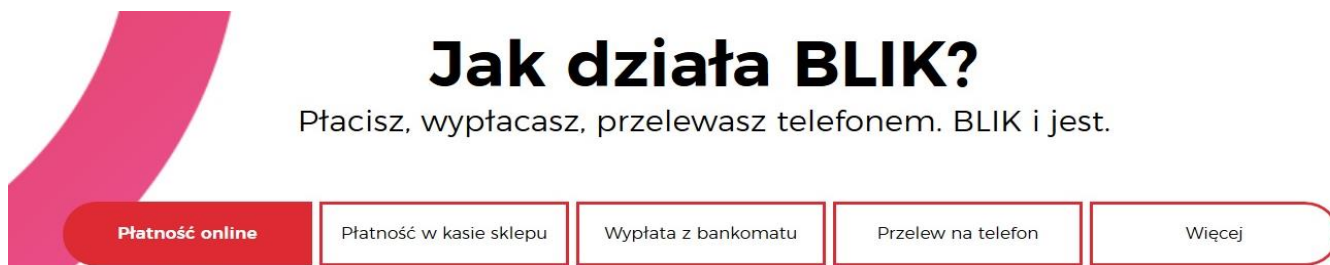 Jak działa BLIK?
Płacisz, wypłacasz, przelewasz telefonem. BLIK i jest.
Płatność online
Płatność w kasie sklepu
Wypłata z bankomatu
Przelew na telefon
Więcej